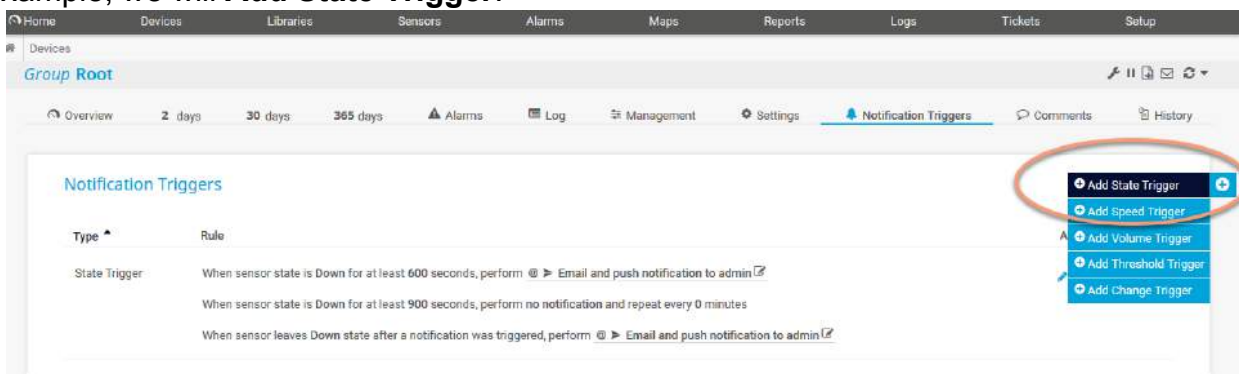 Add State Trigger.
Home Devices Libraries Sensors Alarms Maps Reports Logs Tickets Setup
Devices
Group Root
Overview 2 days 30 days 365 days Alarms Log Management Settings Notification Triggers Comments History
Notification Triggers
Add State Trigger
Add Speed Trigger
Add Volume Trigger
Add Threshold Trigger
Add Change Trigger
Type Rule A
State Trigger When sensor state is Down for at least 600 seconds, perform @ Email and push notification to admin
When sensor state is Down for at least 900 seconds, perform no notification and repeat every 0 minutes
When sensor leaves Down state after a notification was triggered, perform @ Email and push notification to admin